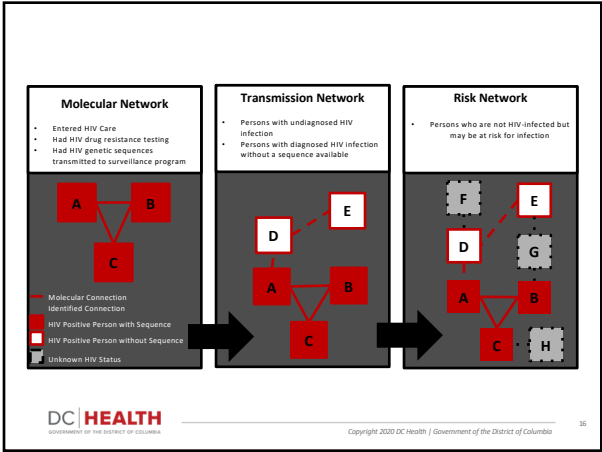 Molecular Network
• Entered HIV Care
• Had HIV drug resistance testing
• Had HIV genetic sequences
transmitted to surveillance program
A B
C
Molecular Connection
Identified Connection
HIV Positive Person with Sequence
HIV Positive Person without Sequence
Unknown HIV Status
Transmission Network
• Persons with undiagnosed HIV
infection
• Persons with diagnosed HIV infection
without a sequence available
E
D
A B
C
Risk Network
• Persons who are not HIV-infected but
may be at risk for infection
F E
D G
A B
C H
DC HEALTH
GOVERNMENT OF THE DISTRICT OF COLUMBIA
Copyright 2020 DC Health | Government of the District of Columbia
16